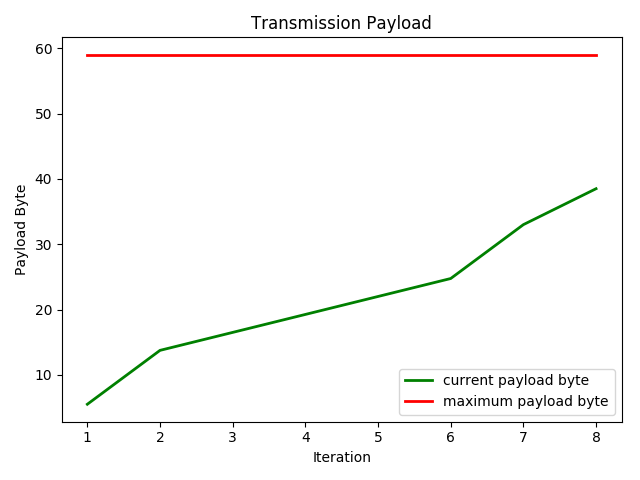 Transmission Payload
60
50
40
30
20
10
Payload Byte
current payload byte
maximum payload byte
1 2 3 4 5 6 7 8
Iteration